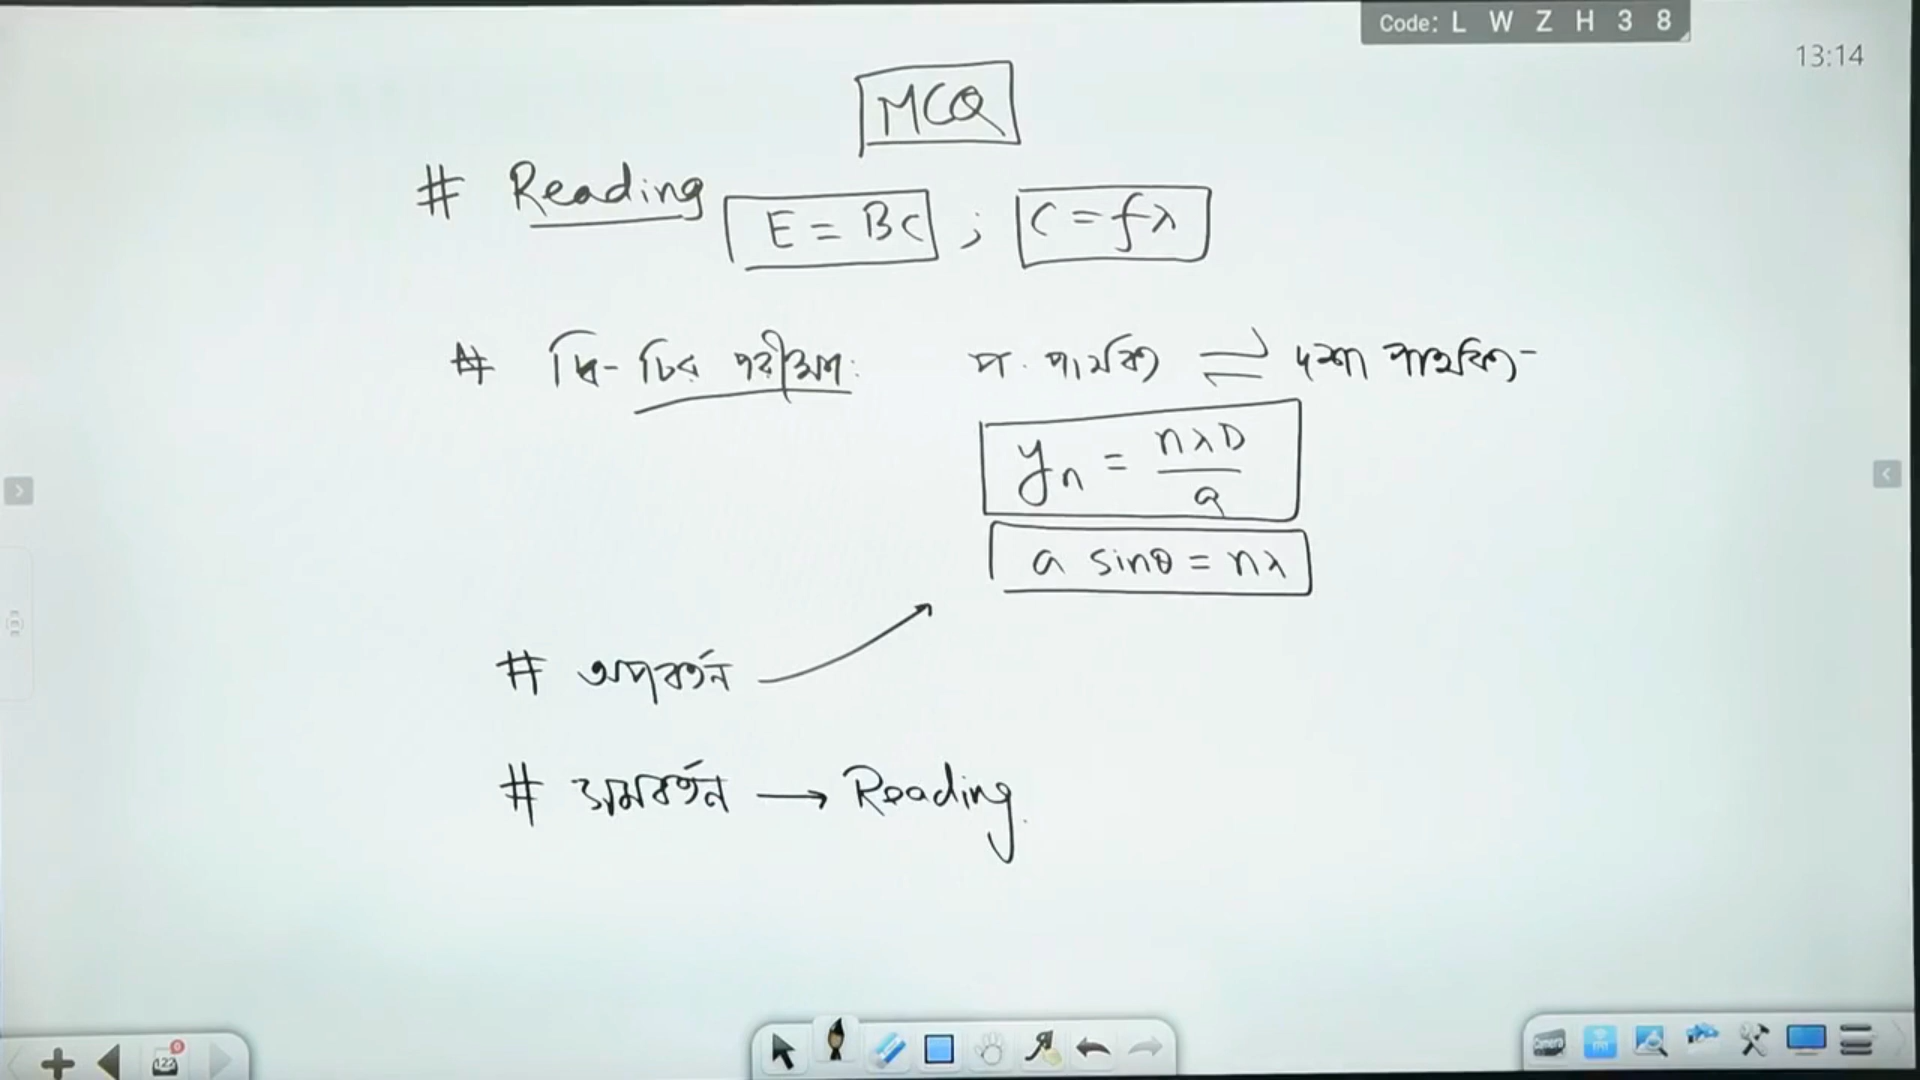 Code: L W Z H 3 8
13:14
MCQ
# Reading E = Bc ; C = fλ
# দ্বি-চির পরীক্ষণ: প. পার্থক্য ⇌ দশা পার্থক্য
yₙ = nλD / a
a sinθ = nλ
# অপবর্তন
# সমবর্তন → Reading